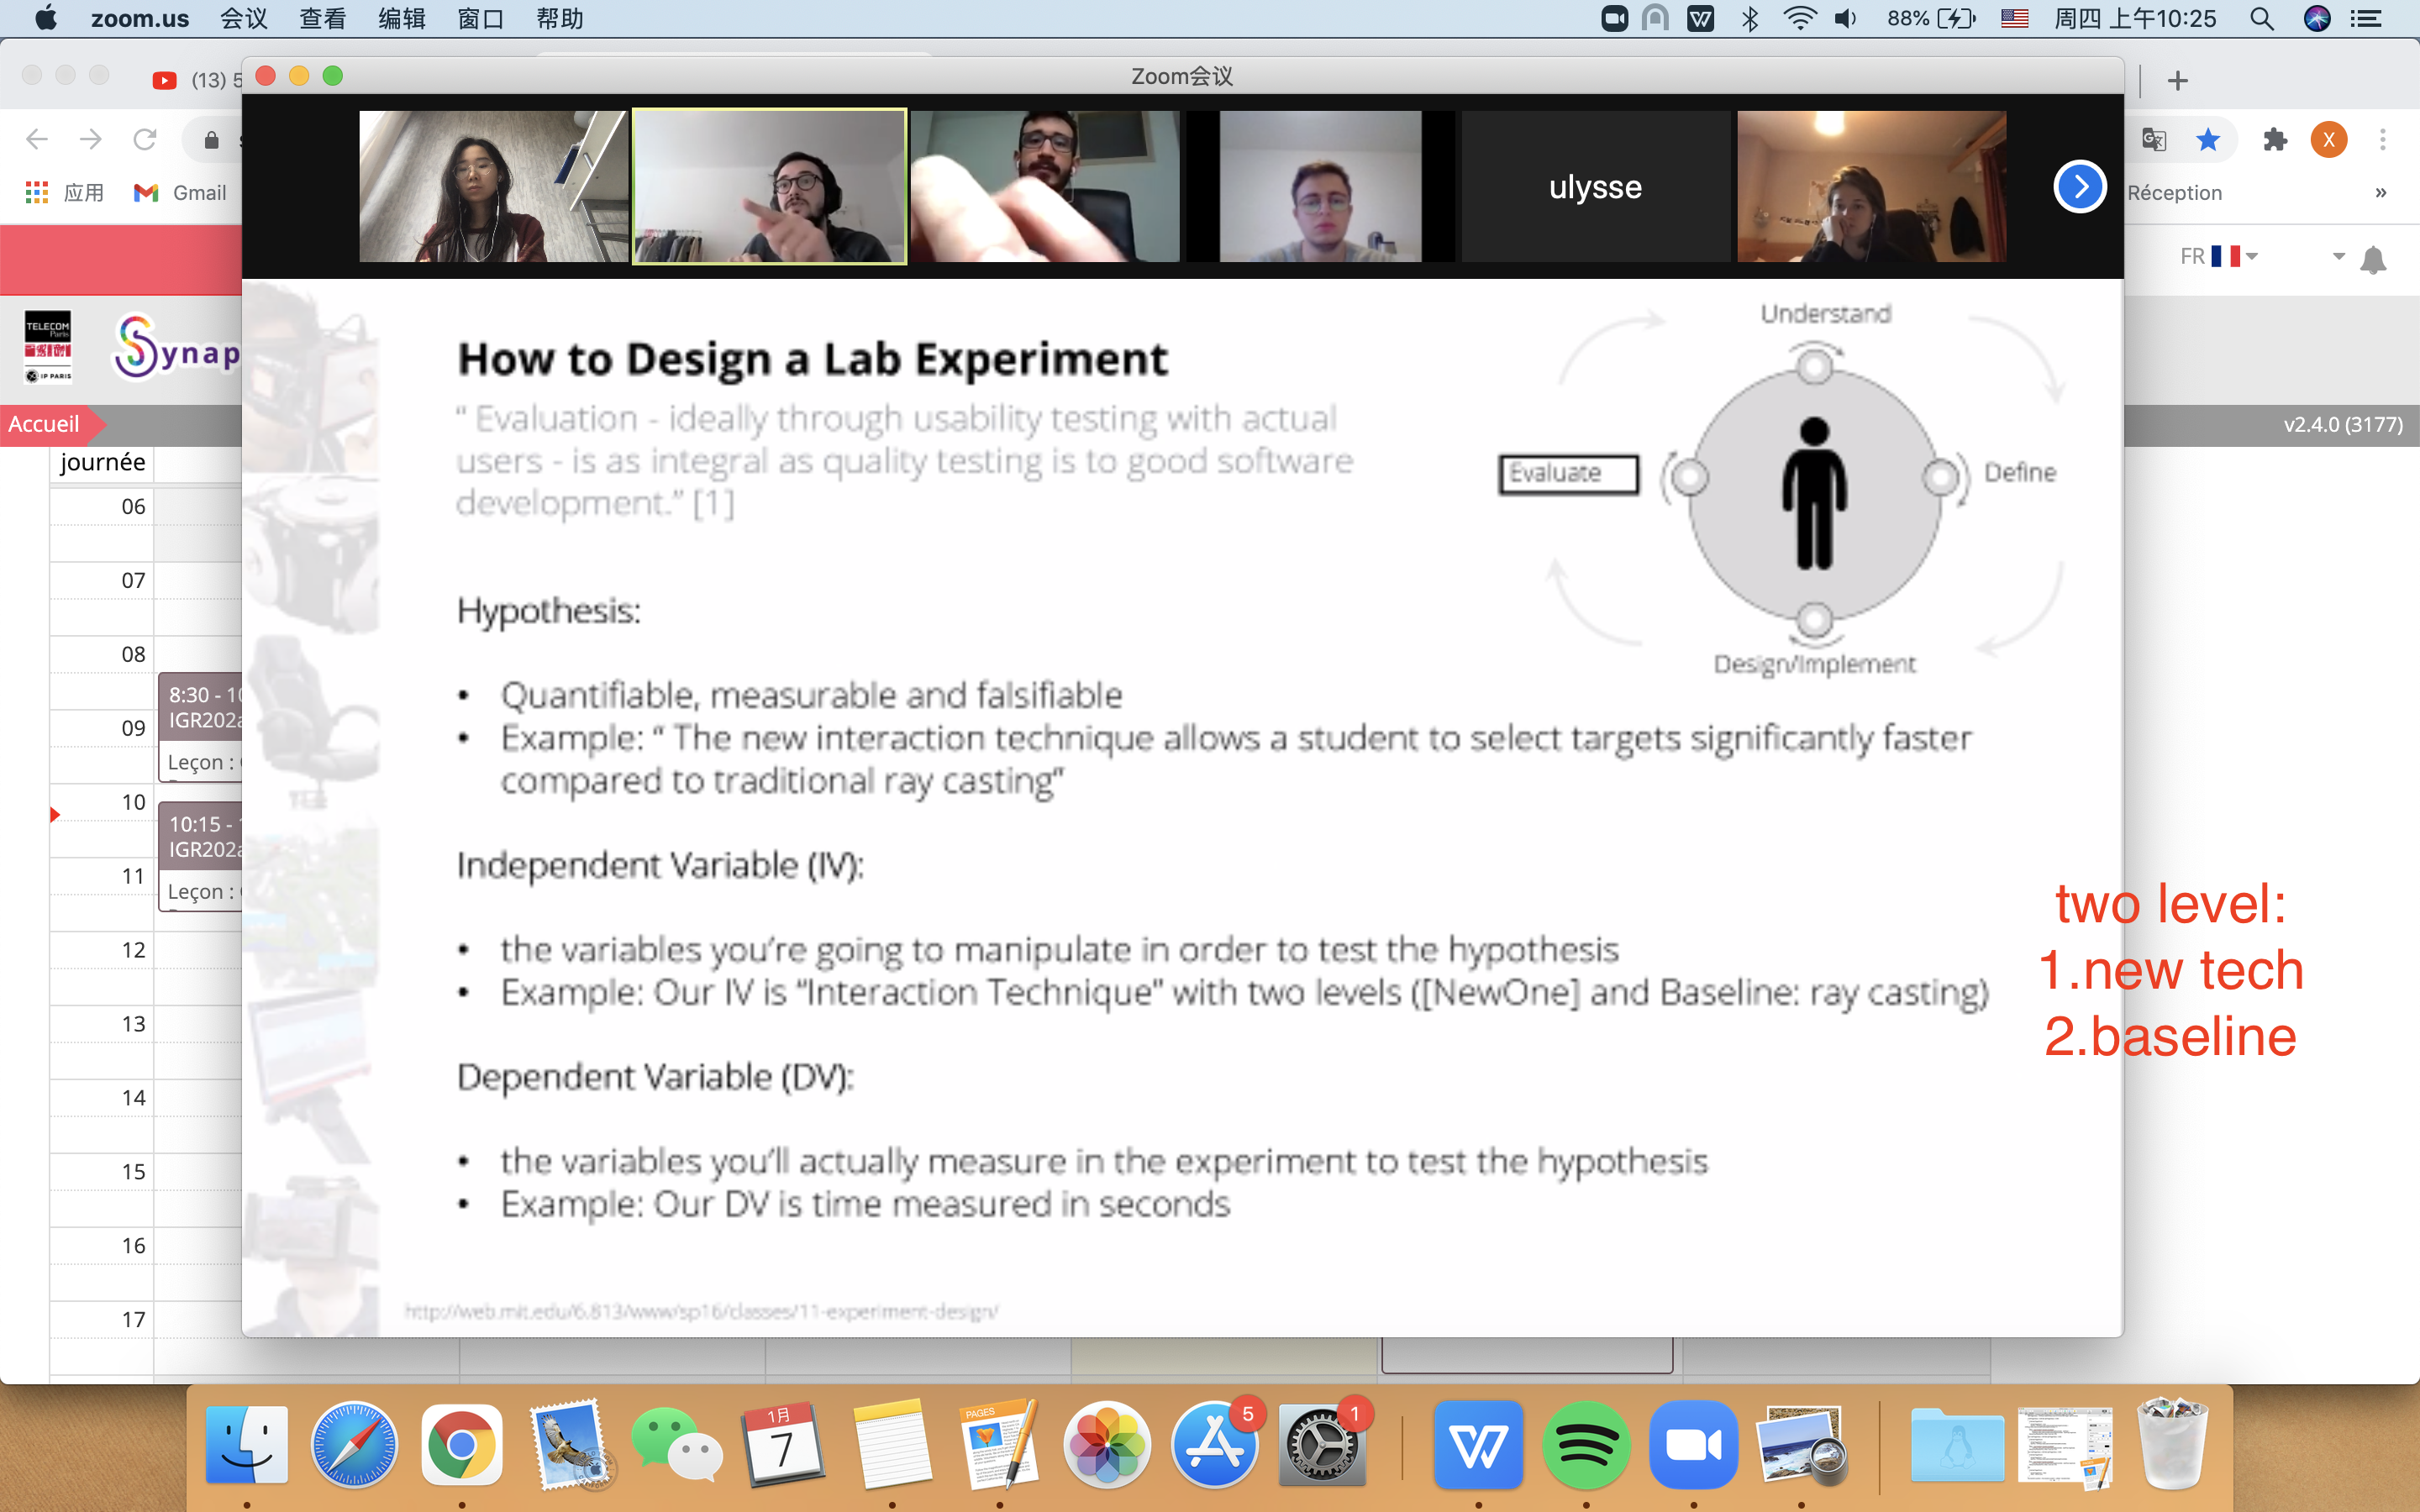 zoom.us 会议 查看 编辑 窗口 帮助 88% 周四 上午10:25
(13) 5
Zoom会议
X
应用 Gmail Réception »
ulysse
FR
TELECOM
Paris
IP PARIS
Synap
Accueil v2.4.0 (3177)
journée
06
07
08
8:30 - 10
IGR202a
09
Leçon :
10
10:15 -
IGR202a
11
Leçon :
12
13
14
15
16
17
How to Design a Lab Experiment
“ Evaluation - ideally through usability testing with actual
users - is as integral as quality testing is to good software
development.” [1]
Understand
Evaluate
Define
Design/Implement
Hypothesis:
• Quantifiable, measurable and falsifiable
• Example: “ The new interaction technique allows a student to select targets significantly faster
compared to traditional ray casting”
Independent Variable (IV):
• the variables you’re going to manipulate in order to test the hypothesis
• Example: Our IV is “Interaction Technique” with two levels ([NewOne] and Baseline: ray casting)
Dependent Variable (DV):
• the variables you’ll actually measure in the experiment to test the hypothesis
• Example: Our DV is time measured in seconds
http://web.mit.edu/6.813/www/sp16/classes/11-experiment-design/
two level:
1.new tech
2.baseline
1月
7
PAGES
5
1